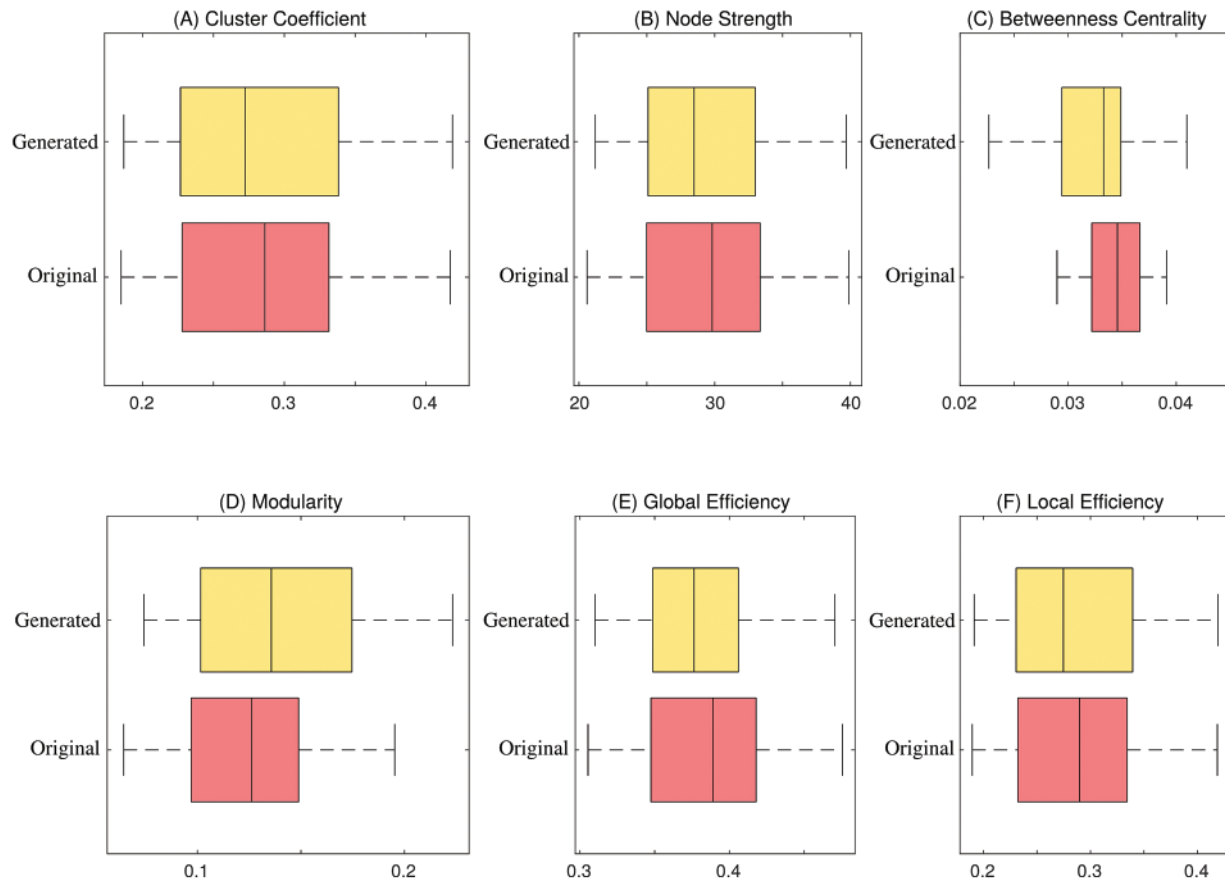 (A) Cluster Coefficient
(B) Node Strength
(C) Betweenness Centrality
Generated
Generated
Generated
Original
Original
Original
0.2 0.3 0.4
20 30 40
0.02 0.03 0.04
(D) Modularity
(E) Global Efficiency
(F) Local Efficiency
Generated
Generated
Generated
Original
Original
Original
0.1 0.2
0.3 0.4
0.2 0.3 0.4